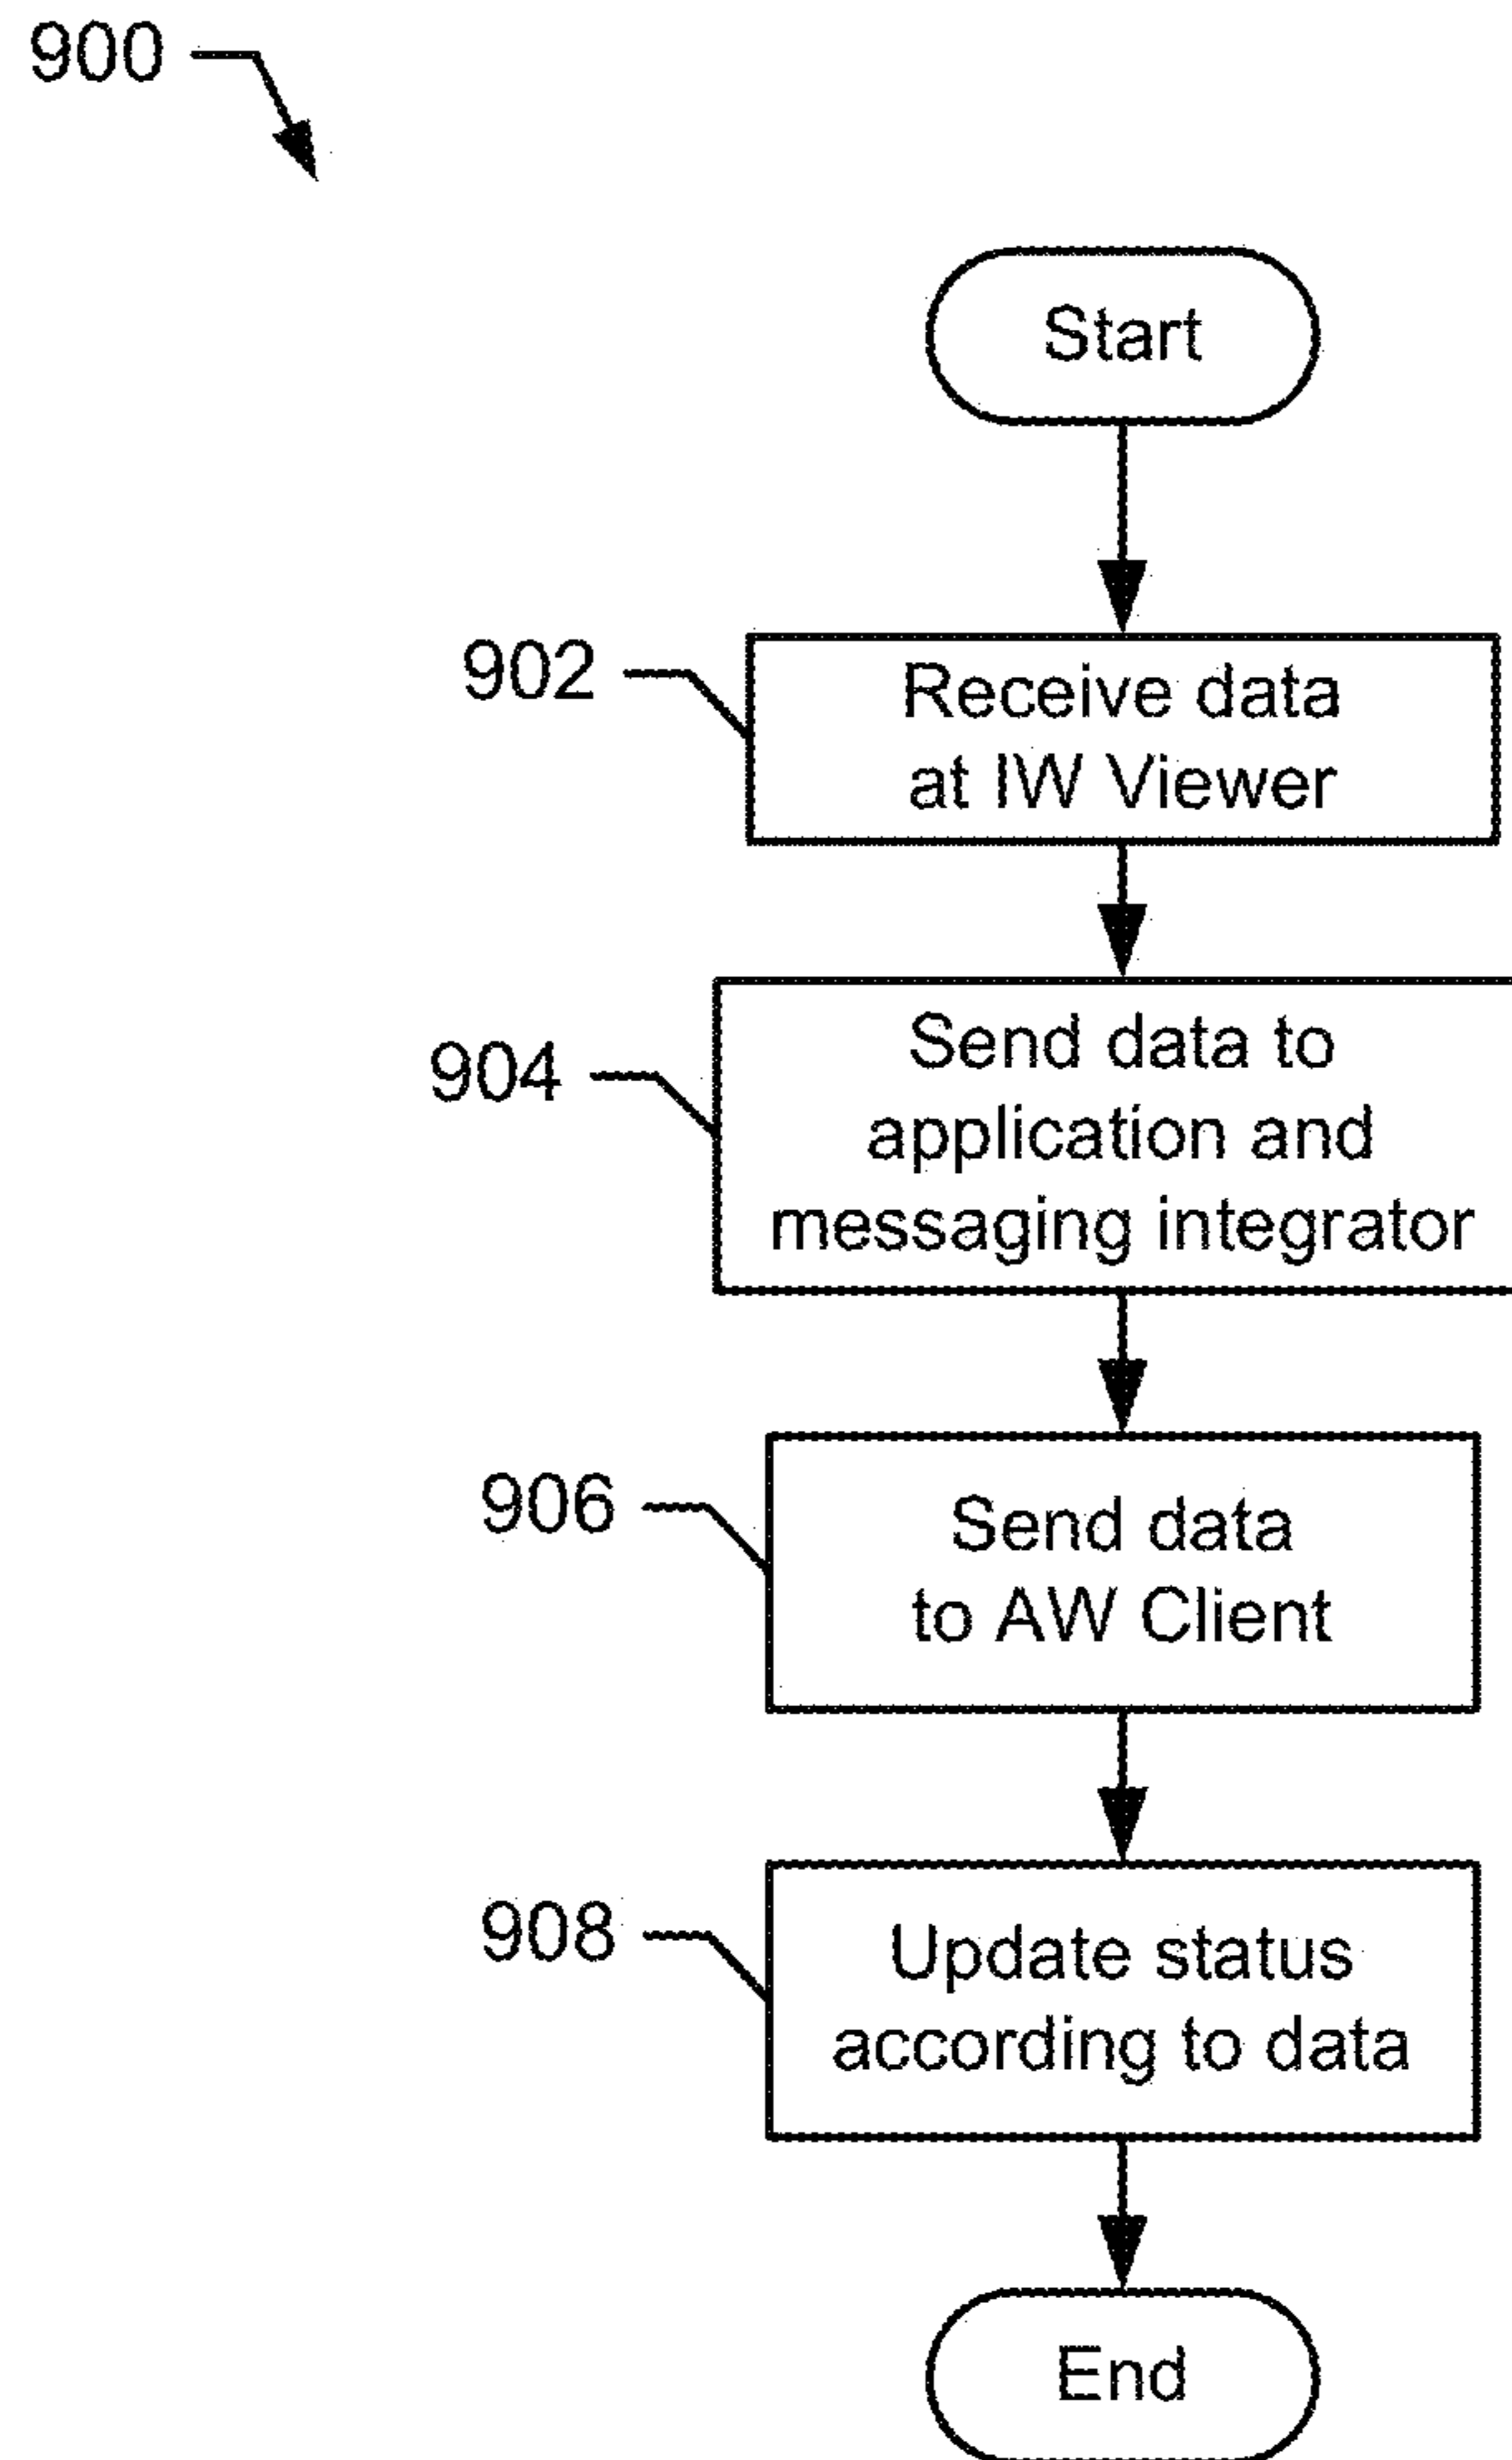 900
Start
902
Receive data
at IW Viewer
904
Send data to
application and
messaging integrator
906
Send data
to AW Client
908
Update status
according to data
End